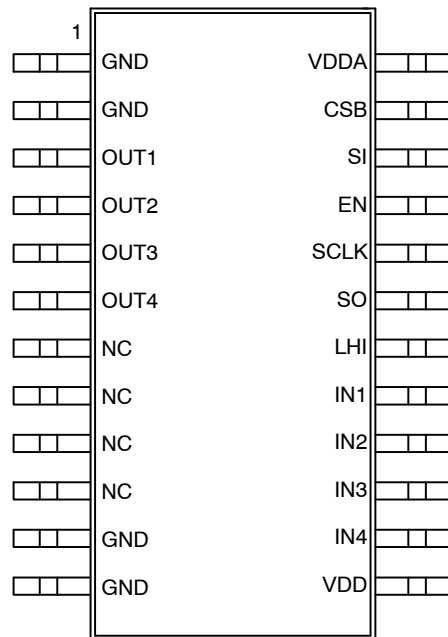 1
GND VDDA
GND CSB
OUT1 SI
OUT2 EN
OUT3 SCLK
OUT4 SO
NC LHI
NC IN1
NC IN2
NC IN3
GND IN4
GND VDD